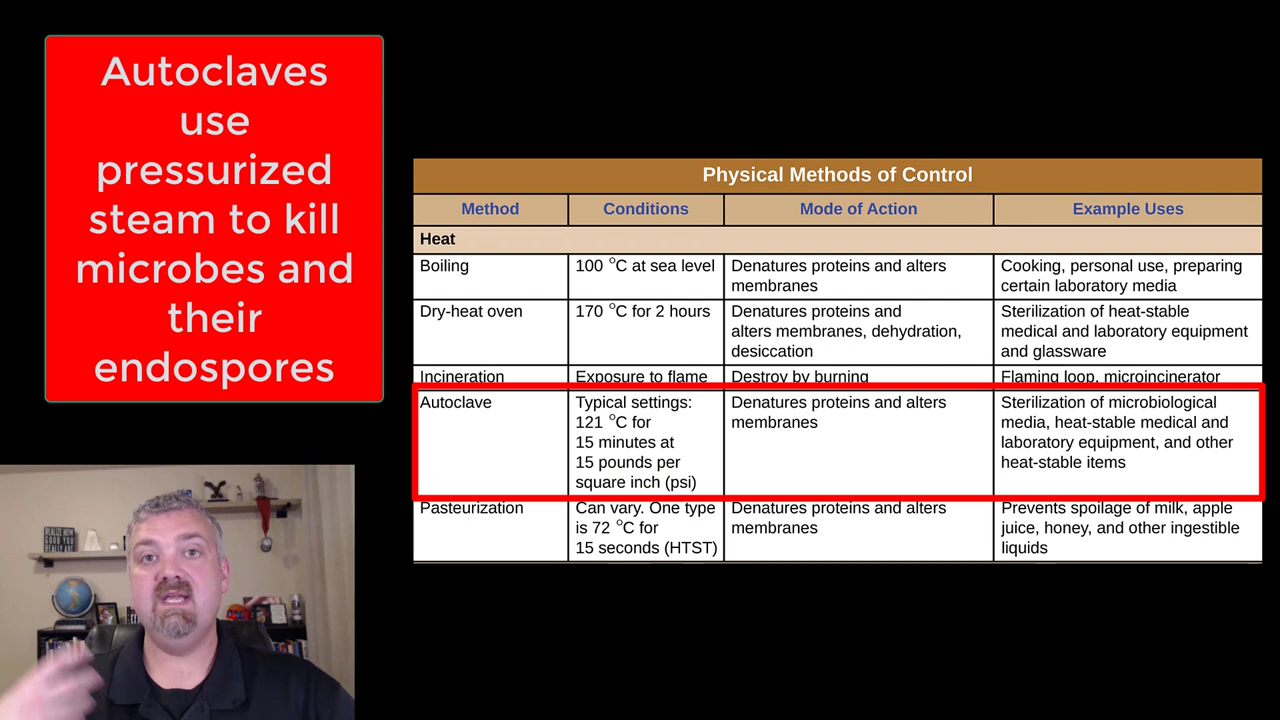 Autoclaves
use
pressurized
steam to kill
microbes and
their
endospores
Physical Methods of Control
Method Conditions Mode of Action Example Uses
Heat
Boiling 100 °C at sea level Denatures proteins and alters Cooking, personal use, preparing
membranes certain laboratory media
Dry-heat oven 170 °C for 2 hours Denatures proteins and Sterilization of heat-stable
alters membranes, dehydration, medical and laboratory equipment
desiccation and glassware
Incineration Exposure to flame Destroy by burning Flaming loop, microincinerator
Autoclave Typical settings: Denatures proteins and alters Sterilization of microbiological
121 °C for membranes media, heat-stable medical and
15 minutes at laboratory equipment, and other
15 pounds per heat-stable items
square inch (psi)
Pasteurization Can vary. One type Denatures proteins and alters Prevents spoilage of milk, apple
is 72 °C for membranes juice, honey, and other ingestible
15 seconds (HTST) liquids